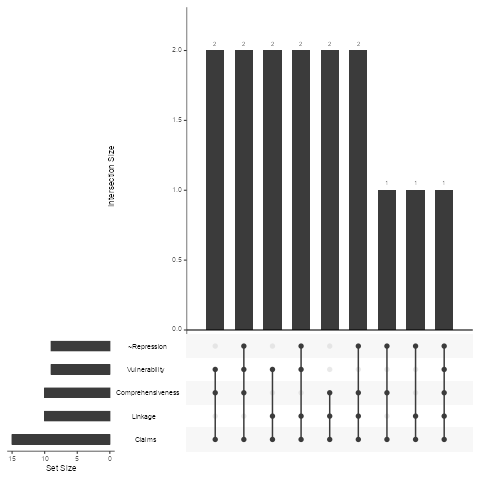 2 2 2 2 2 2
2.0
1.5
Intersection Size
1 1 1
1.0
0.5
0.0
~Repression
Vulnerability
Comprehensiveness
Linkage
Claims
15 10 5 0
Set Size